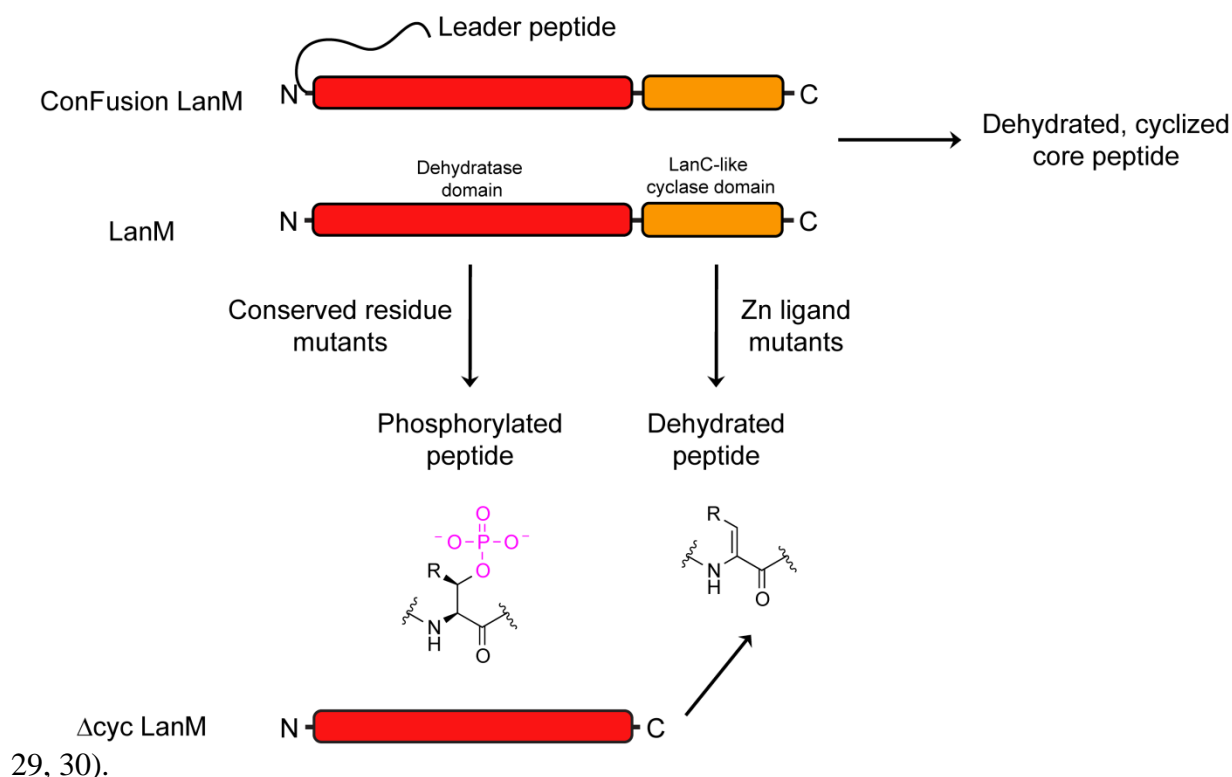 Leader peptide
ConFusion LanM
N
C
Dehydrated, cyclized
core peptide
Dehydratase
domain
LanC-like
cyclase domain
LanM
N
C
Conserved residue
mutants
Zn ligand
mutants
Phosphorylated
peptide
Dehydrated
peptide
O
⁻O
P
O⁻
O
R
N
H
O
R
N
H
O
Δcyc LanM
N
C
29, 30).